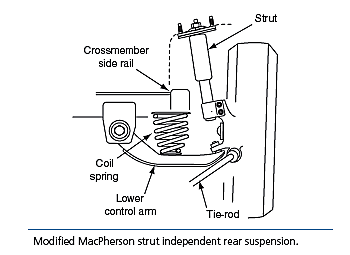 Strut
Crossmember
side rail
Coil
spring
Lower
control arm
Tie-rod
Modified MacPherson strut independent rear suspension.